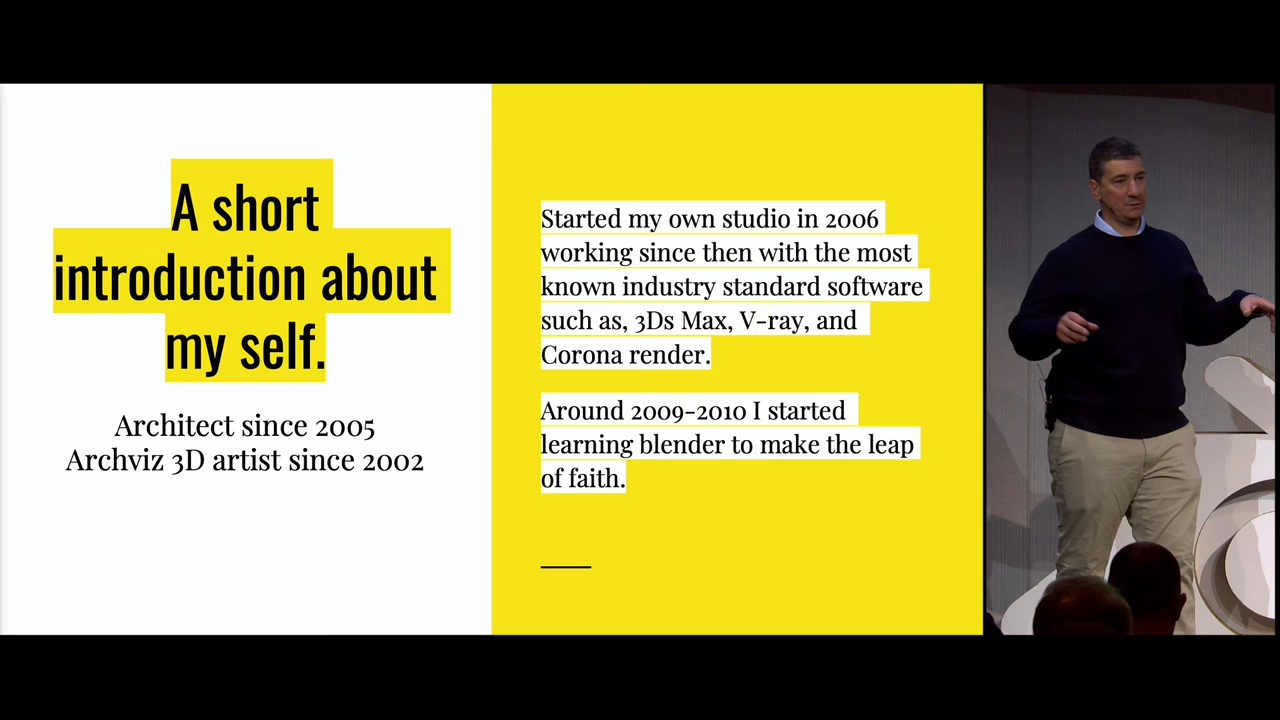 A short
introduction about
my self.
Architect since 2005
Archviz 3D artist since 2002
Started my own studio in 2006
working since then with the most
known industry standard software
such as, 3Ds Max, V-ray, and
Corona render.
Around 2009-2010 I started
learning blender to make the leap
of faith.